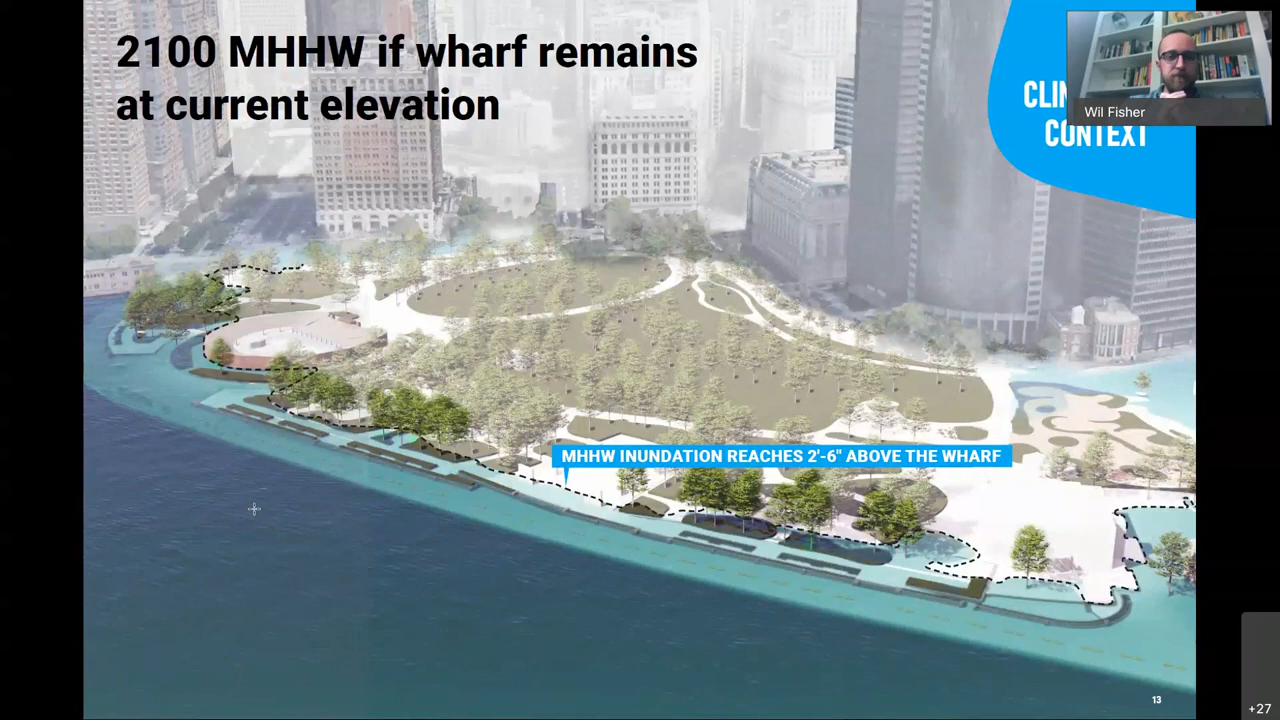 2100 MHHW if wharf remains
at current elevation
CONTEXT
Wil Fisher
MHHW INUNDATION REACHES 2'-6" ABOVE THE WHARF
13
+27